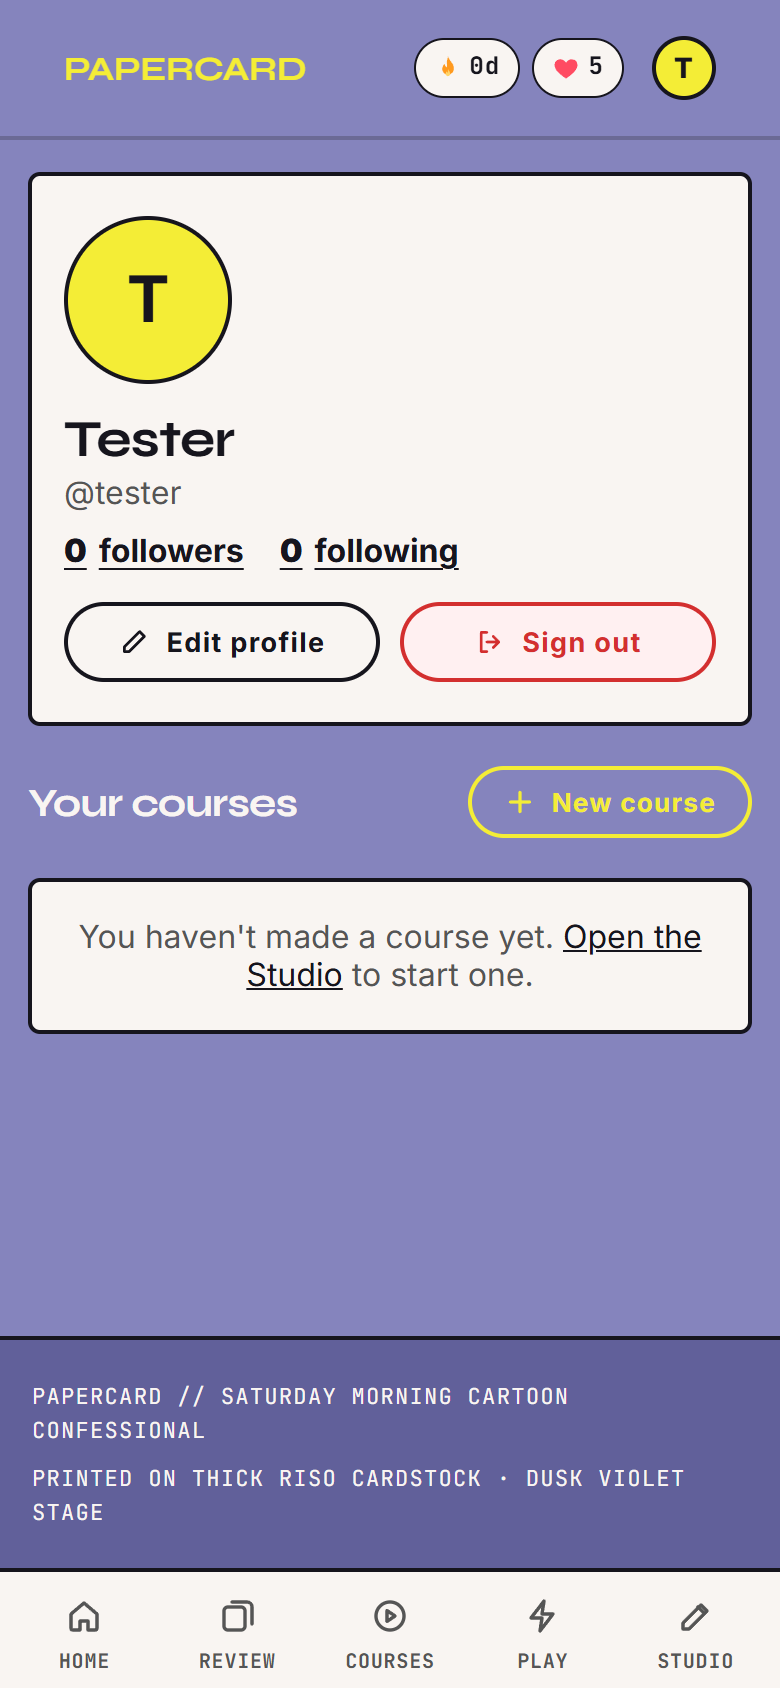 PAPERCARD
0d
5
T
T
Tester
@tester
0 followers 0 following
Edit profile
Sign out
Your courses
New course
You haven't made a course yet. Open the
Studio to start one.
PAPERCARD // SATURDAY MORNING CARTOON
CONFESSIONAL
PRINTED ON THICK RISO CARDSTOCK · DUSK VIOLET
STAGE
HOME
REVIEW
COURSES
PLAY
STUDIO